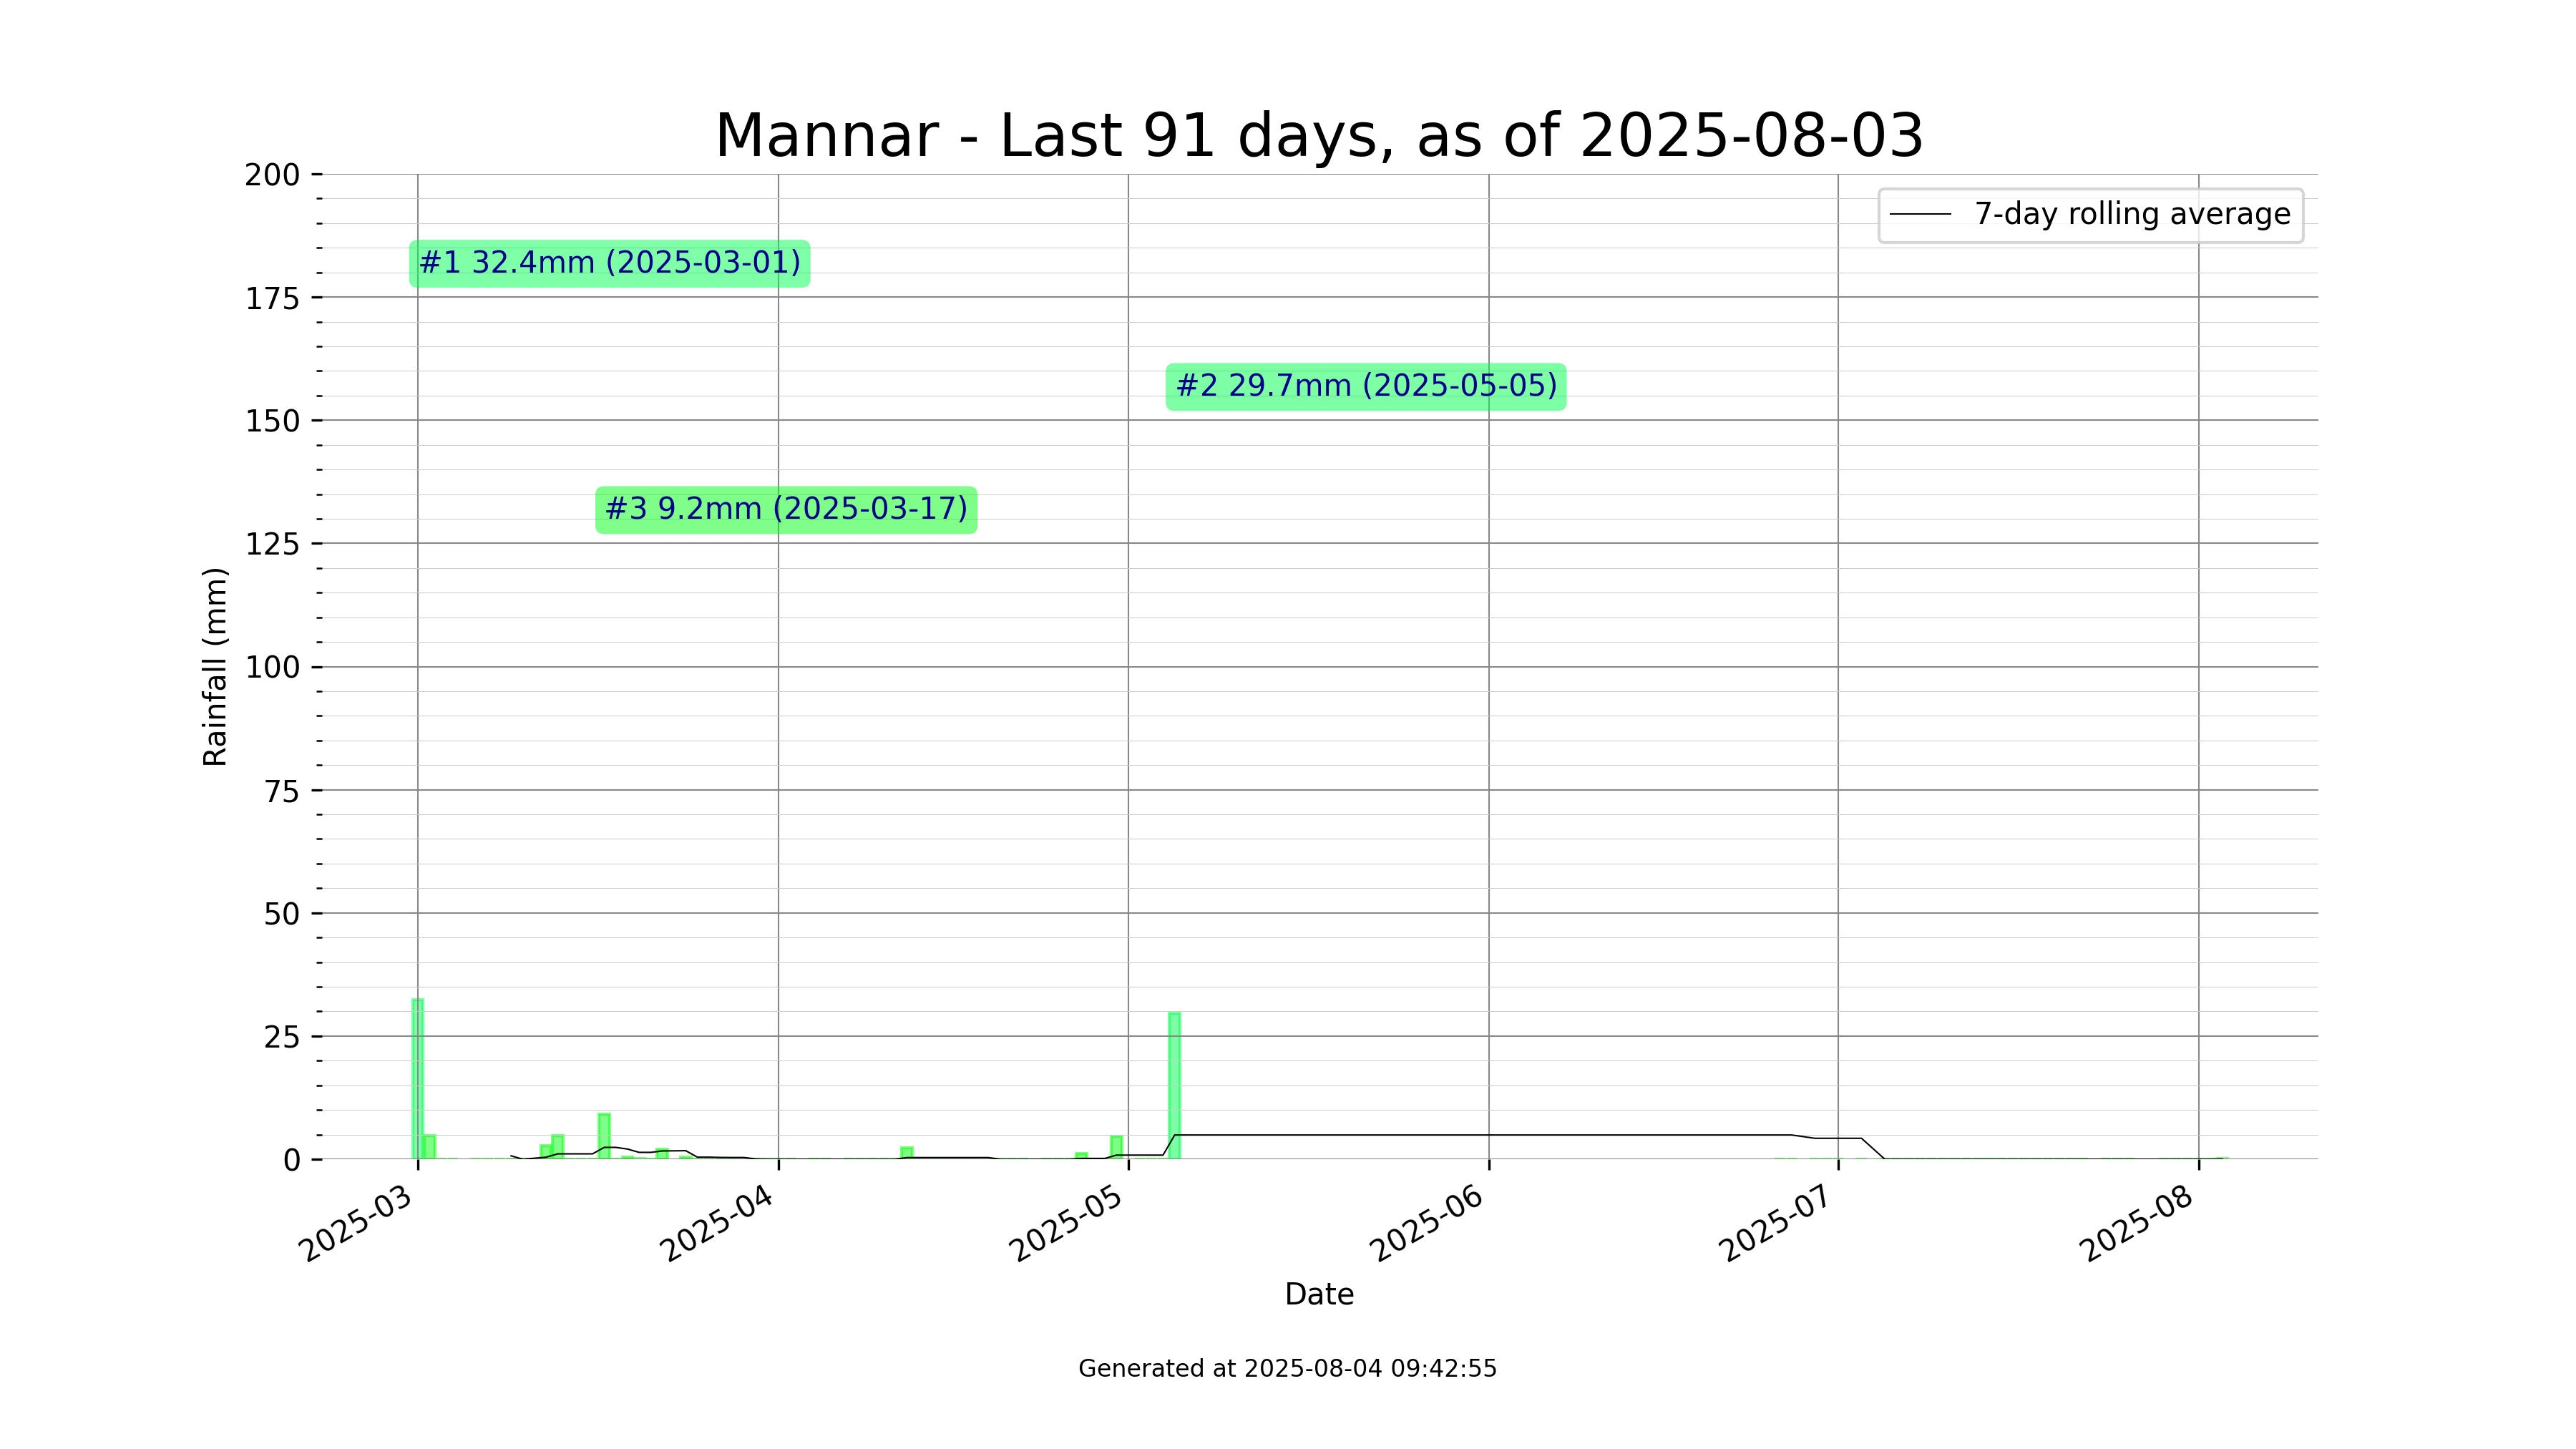 Mannar - Last 91 days, as of 2025-08-03
200
175
150
125
100
75
50
25
0
Rainfall (mm)
7-day rolling average
#1 32.4mm (2025-03-01)
#2 29.7mm (2025-05-05)
#3 9.2mm (2025-03-17)
2025-03
2025-04
2025-05
2025-06
2025-07
2025-08
Date
Generated at 2025-08-04 09:42:55